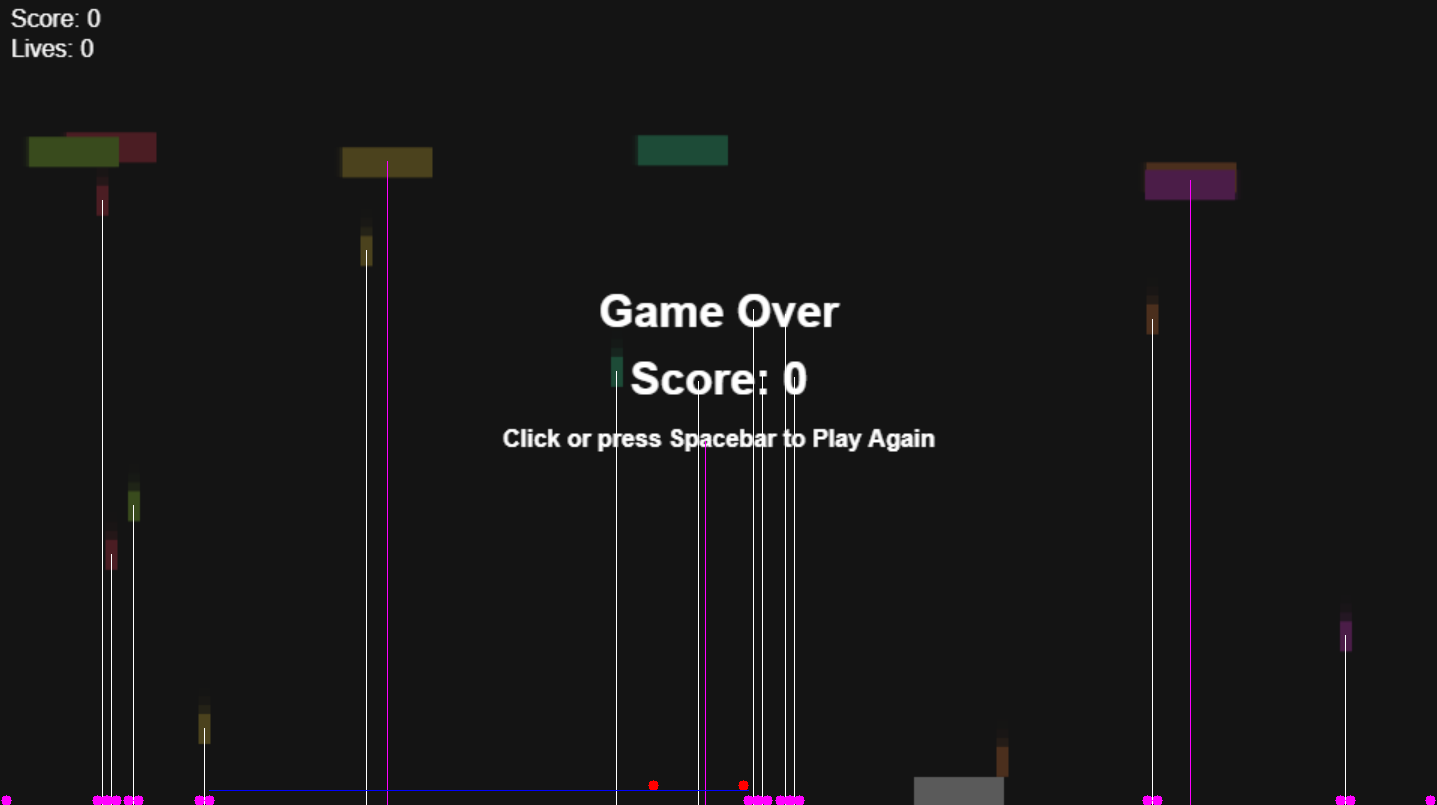 Score: 0
Lives: 0
Game Over
Score: 0
Click or press Spacebar to Play Again